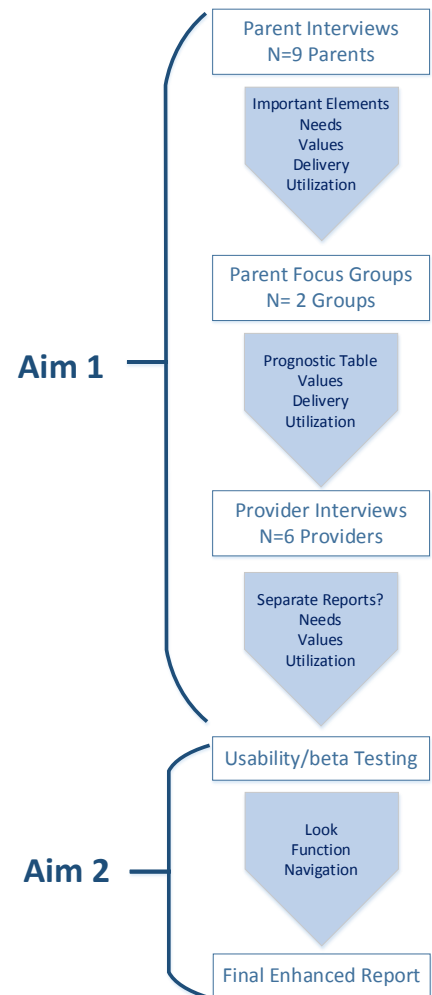 Parent Interviews
N=9 Parents
Important Elements
Needs
Values
Delivery
Utilization
Parent Focus Groups
N= 2 Groups
Aim 1
Prognostic Table
Values
Delivery
Utilization
Provider Interviews
N=6 Providers
Separate Reports?
Needs
Values
Utilization
Usability/beta Testing
Look
Function
Navigation
Aim 2
Final Enhanced Report